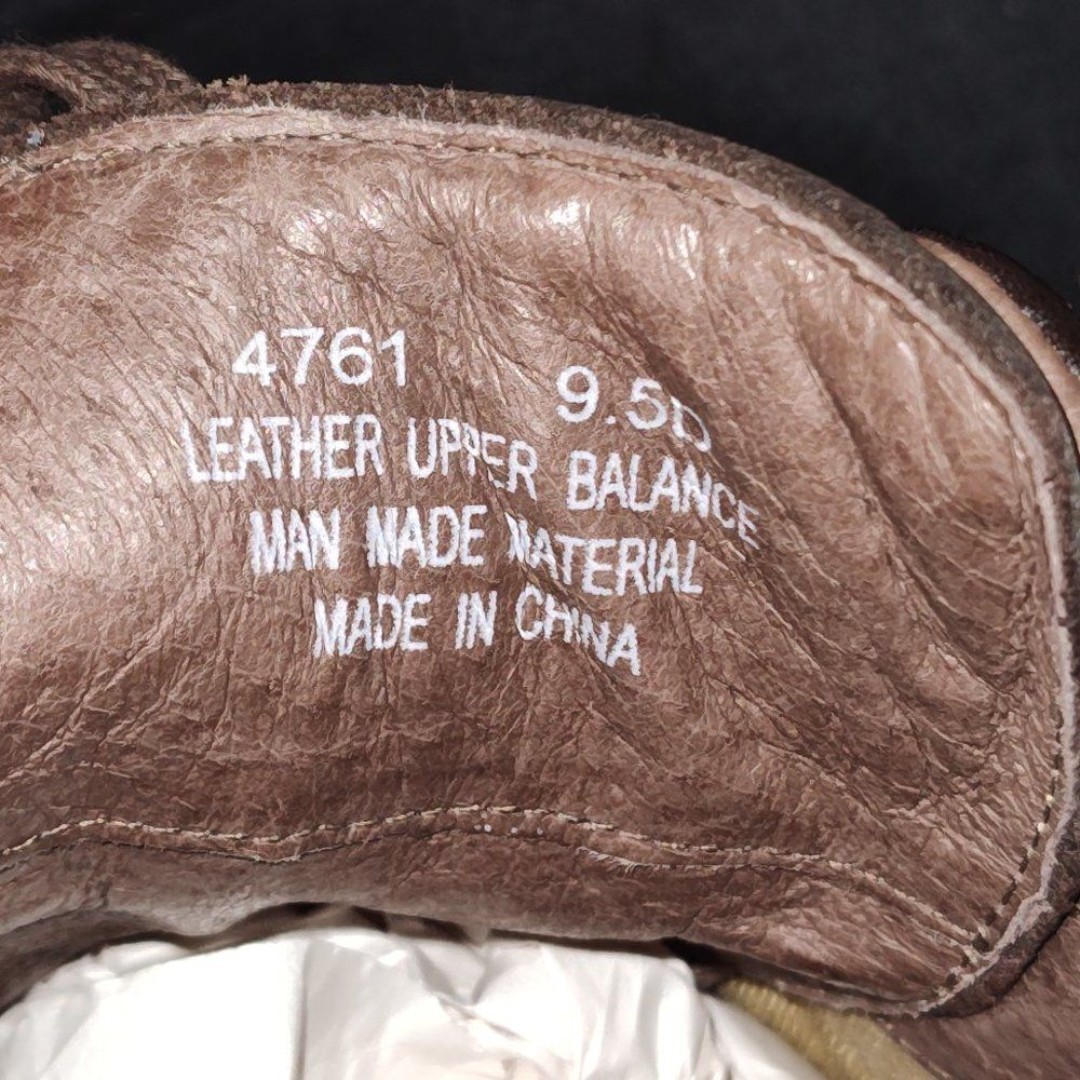 4761 9.5D
LEATHER UPPER BALANCE
MAN MADE MATERIAL
MADE IN CHINA